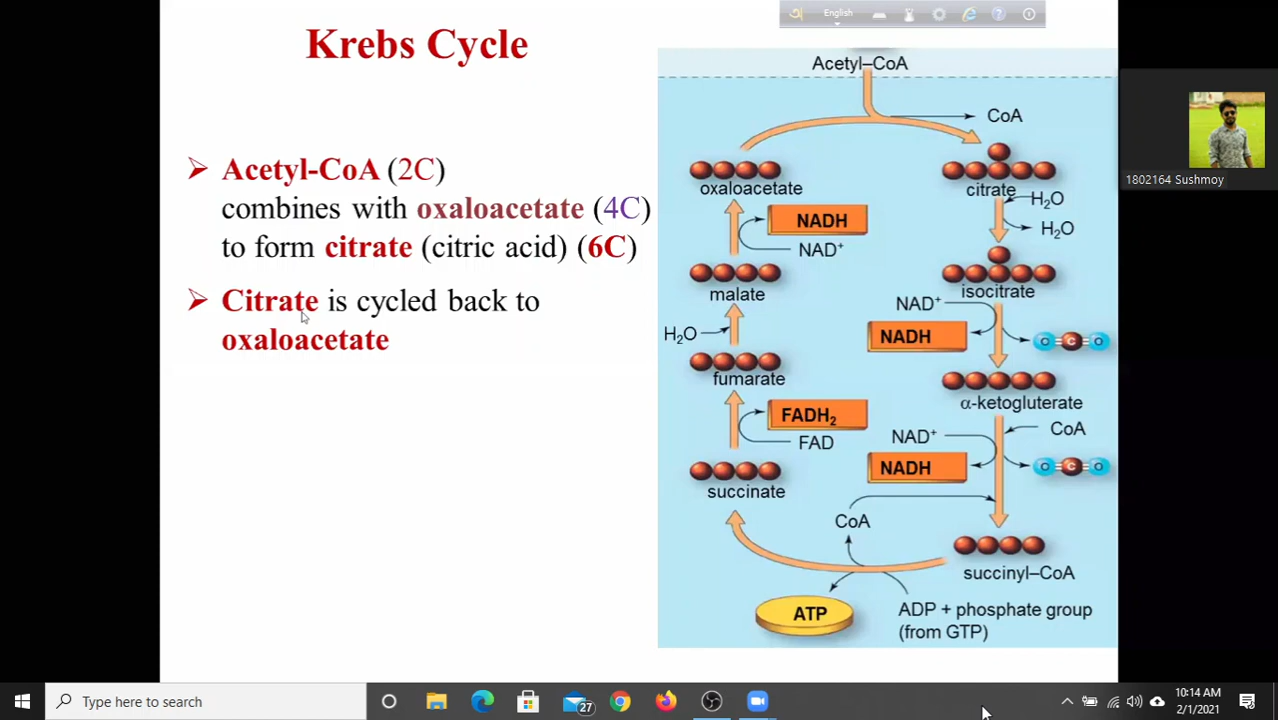 English
Krebs Cycle
➢ Acetyl-CoA (2C)
combines with oxaloacetate (4C)
to form citrate (citric acid) (6C)
➢ Citrate is cycled back to
oxaloacetate
Acetyl–CoA
CoA
oxaloacetate
citrate
H₂O
H₂O
NADH
NAD⁺
malate
isocitrate
NAD⁺
NADH
O C O
H₂O
fumarate
α-ketogluterate
FADH₂
FAD
CoA
NAD⁺
NADH
O C O
succinate
CoA
succinyl–CoA
ATP
ADP + phosphate group
(from GTP)
1802164 Sushmoy
Type here to search
27
10:14 AM
2/1/2021